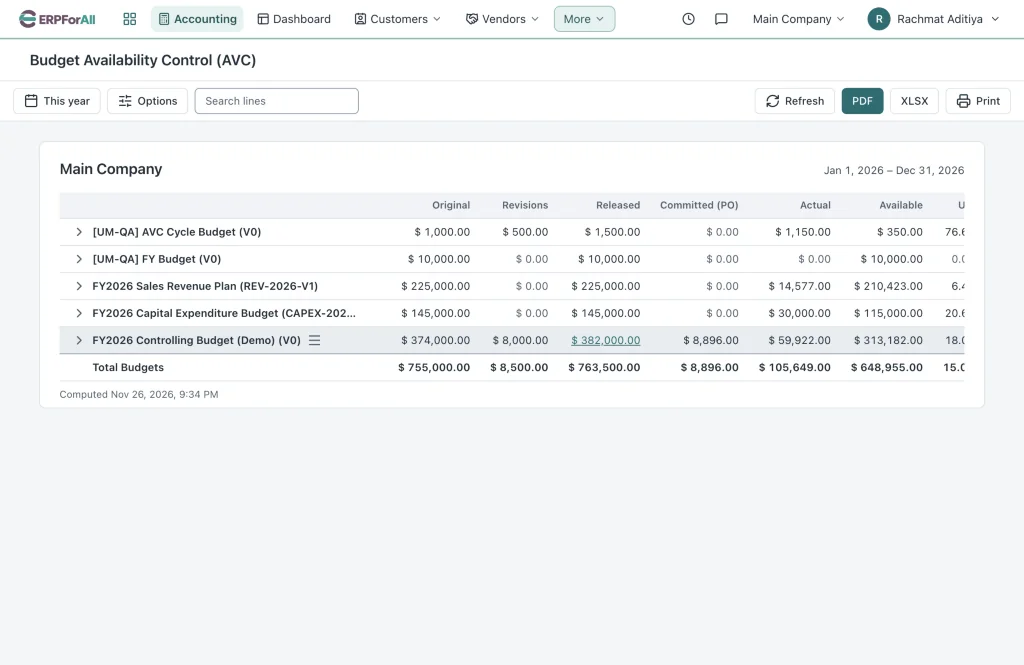 ERPForAll Accounting Dashboard Customers Vendors More Main Company R Rachmat Aditiya
Budget Availability Control (AVC)
This year Options Search lines Refresh PDF XLSX Print
Main Company Jan 1, 2026 – Dec 31, 2026
Original Revisions Released Committed (PO) Actual Available
[UM-QA] AVC Cycle Budget (V0) $ 1,000.00 $ 500.00 $ 1,500.00 $ 0.00 $ 1,150.00 $ 350.00
[UM-QA] FY Budget (V0) $ 10,000.00 $ 0.00 $ 10,000.00 $ 0.00 $ 0.00 $ 10,000.00
FY2026 Sales Revenue Plan (REV-2026-V1) $ 225,000.00 $ 0.00 $ 225,000.00 $ 0.00 $ 14,577.00 $ 210,423.00
FY2026 Capital Expenditure Budget (CAPEX-202... $ 145,000.00 $ 0.00 $ 145,000.00 $ 0.00 $ 30,000.00 $ 115,000.00
FY2026 Controlling Budget (Demo) (V0) $ 374,000.00 $ 8,000.00 $ 382,000.00 $ 8,896.00 $ 59,922.00 $ 313,182.00
Total Budgets $ 755,000.00 $ 8,500.00 $ 763,500.00 $ 8,896.00 $ 105,649.00 $ 648,955.00
Computed Nov 26, 2026, 9:34 PM